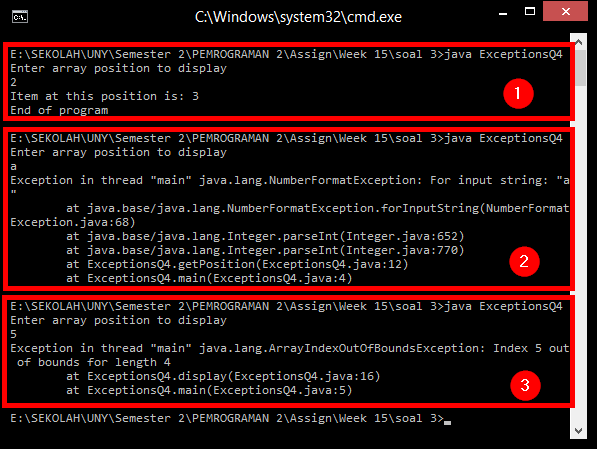 C:\Windows\system32\cmd.exe
E:\SEKOLAH\UNY\Semester 2\PEMROGRAMAN 2\Assign\Week 15\soal 3>java ExceptionsQ4
Enter array position to display
2
Item at this position is: 3
End of program
1
E:\SEKOLAH\UNY\Semester 2\PEMROGRAMAN 2\Assign\Week 15\soal 3>java ExceptionsQ4
Enter array position to display
a
Exception in thread "main" java.lang.NumberFormatException: For input string: "a
"
at java.base/java.lang.NumberFormatException.forInputString(NumberFormat
Exception.java:68)
at java.base/java.lang.Integer.parseInt(Integer.java:652)
at java.base/java.lang.Integer.parseInt(Integer.java:770)
at ExceptionsQ4.getPosition(ExceptionsQ4.java:12)
at ExceptionsQ4.main(ExceptionsQ4.java:4)
2
E:\SEKOLAH\UNY\Semester 2\PEMROGRAMAN 2\Assign\Week 15\soal 3>java ExceptionsQ4
Enter array position to display
5
Exception in thread "main" java.lang.ArrayIndexOutOfBoundsException: Index 5 out
of bounds for length 4
at ExceptionsQ4.display(ExceptionsQ4.java:16)
at ExceptionsQ4.main(ExceptionsQ4.java:5)
3
E:\SEKOLAH\UNY\Semester 2\PEMROGRAMAN 2\Assign\Week 15\soal 3>